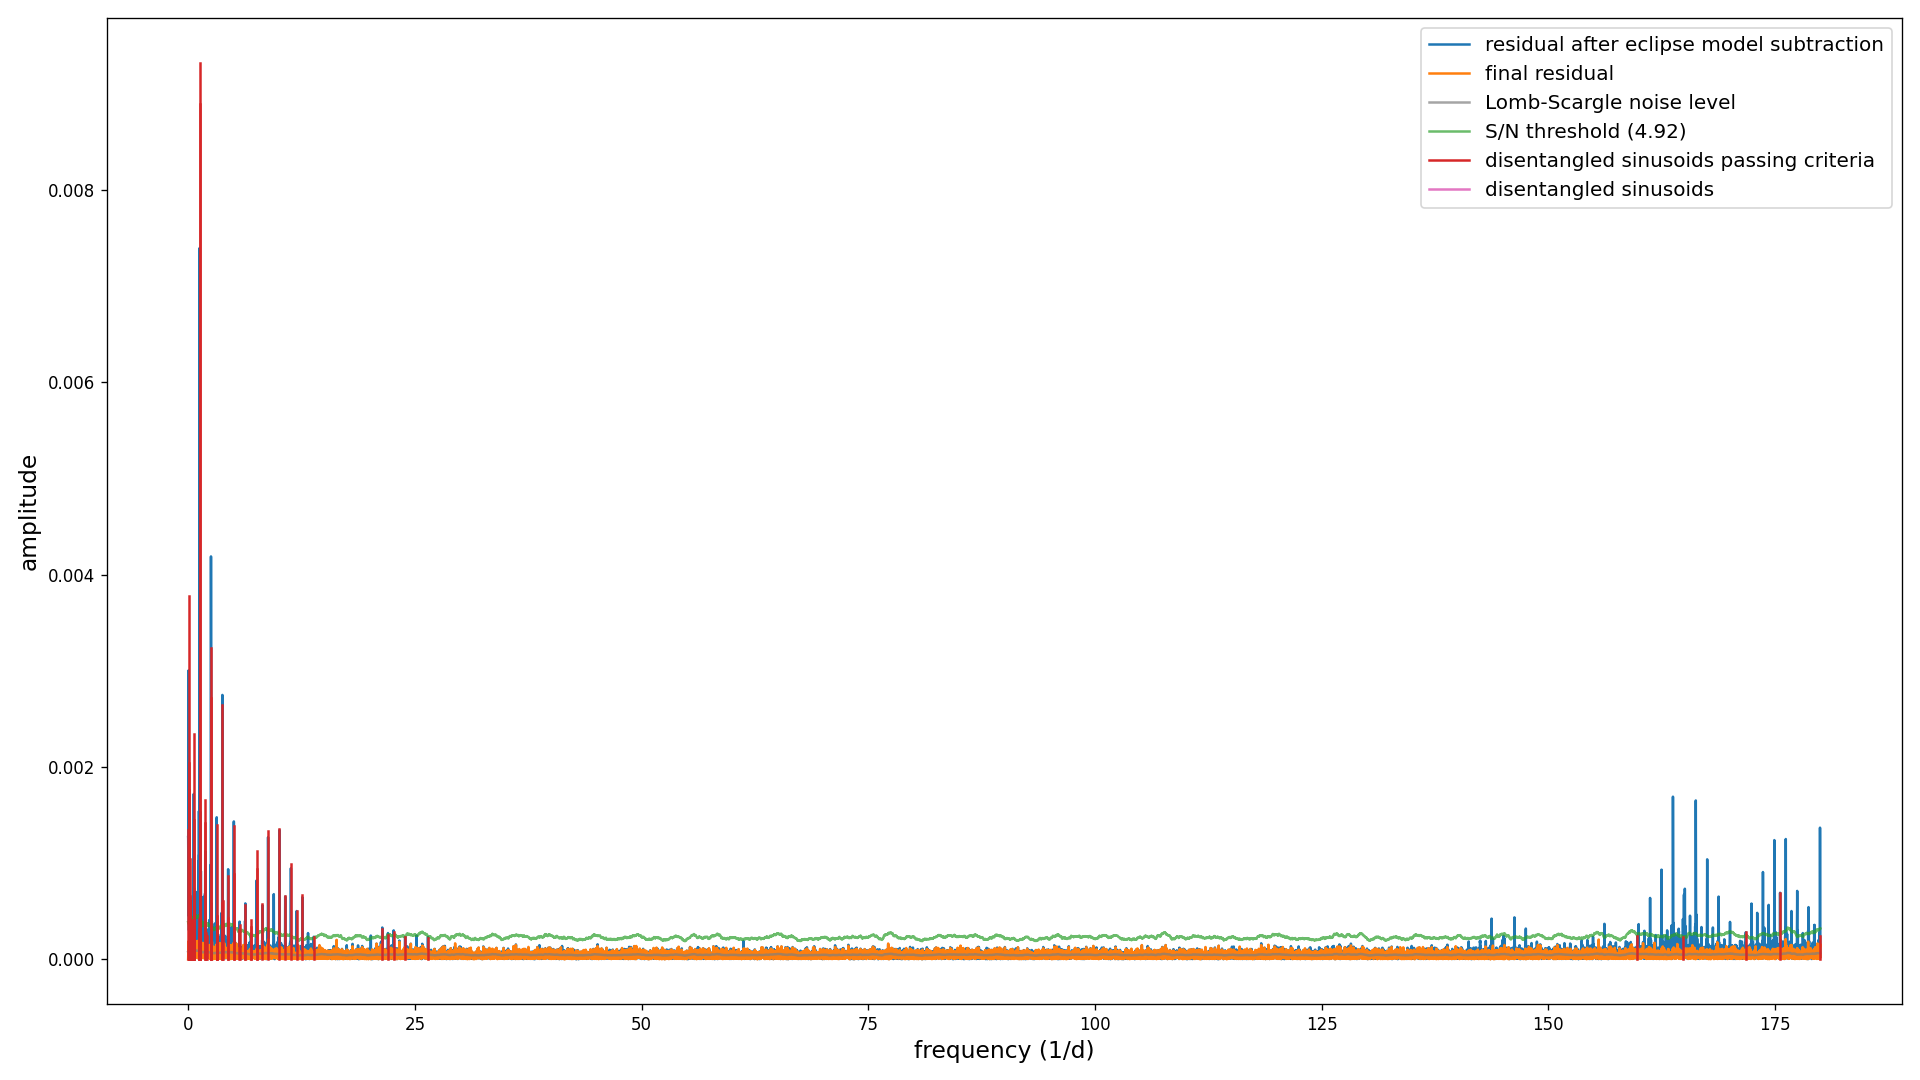 residual after eclipse model subtraction
final residual
Lomb-Scargle noise level
S/N threshold (4.92)
disentangled sinusoids passing criteria
disentangled sinusoids
amplitude
0.008
0.006
0.004
0.002
0.000
0 25 50 75 100 125 150 175
frequency (1/d)